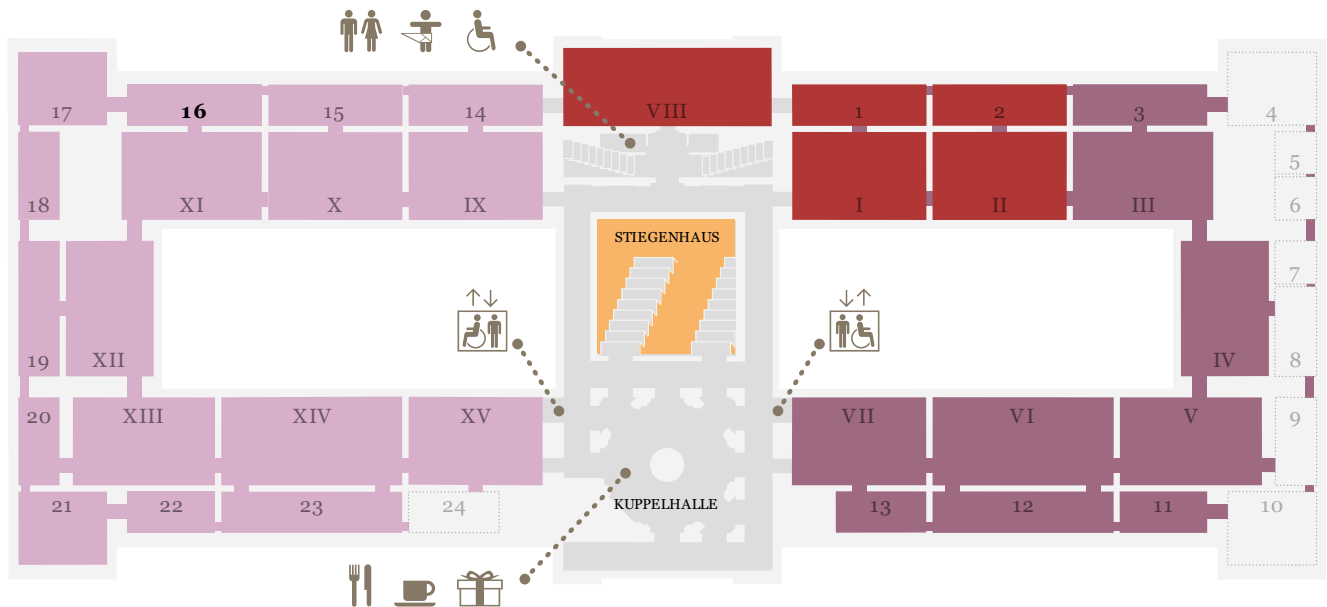 17
16
15
14
VIII
1
2
3
4
5
18
XI
X
IX
I
II
III
6
STIEGENHAUS
7
19
XII
IV
8
20
XIII
XIV
XV
VII
VI
V
9
21
22
23
24
KUPPELHALLE
13
12
11
10